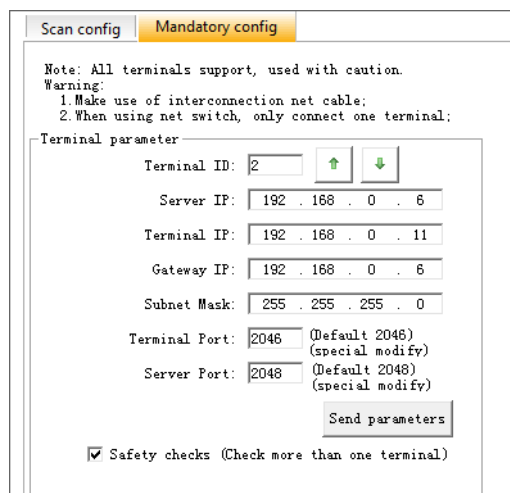 Scan config Mandatory config
Note: All terminals support, used with caution.
Warning:
1.Make use of interconnection net cable;
2.When using net switch, only connect one terminal;
Terminal parameter
Terminal ID: 2
Server IP: 192 . 168 . 0 . 6
Terminal IP: 192 . 168 . 0 . 11
Gateway IP: 192 . 168 . 0 . 6
Subnet Mask: 255 . 255 . 255 . 0
Terminal Port: 2046 (Default 2046)
(special modify)
Server Port: 2048 (Default 2048)
(special modify)
Send parameters
Safety checks (Check more than one terminal)